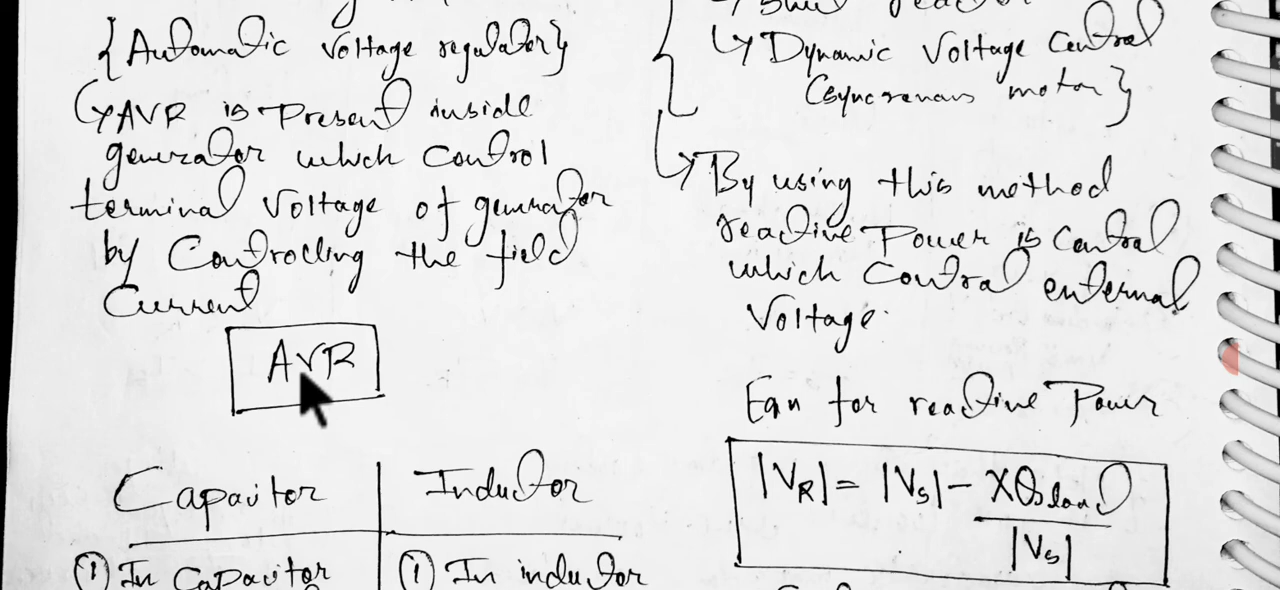 {Automatic Voltage regulator}
AVR is Present inside
generator which control
terminal Voltage of generator
by Controlling the field
Current
AVR
Capacitor
Inductor
① In Capacitor
① In inductor
Dynamic Voltage Control
motor}
By using this method
reactive Power is Control
which Control external
Voltage.
Eqn for reactive Power
|VR| = |Vs| - XQsload
|Vs|